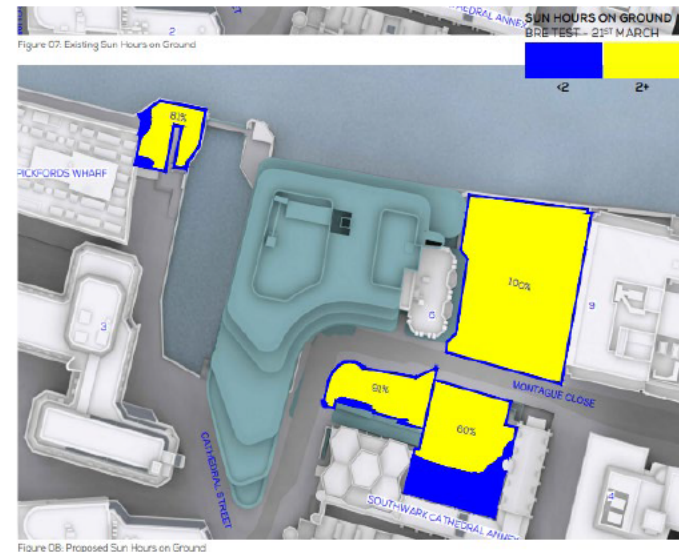 CATHEDRAL ANNEX
2
Figure 07: Existing Sun Hours on Ground
SUN HOURS ON GROUND
BRE TEST - 21ST MARCH
<2 2+
81%
PICKFORDS WHARF
100%
9
6
3
MONTAGUE CLOSE
91%
60%
CATHEDRAL STREET
SOUTHWARK CATHEDRAL ANNEX
4
Figure 08: Proposed Sun Hours on Ground